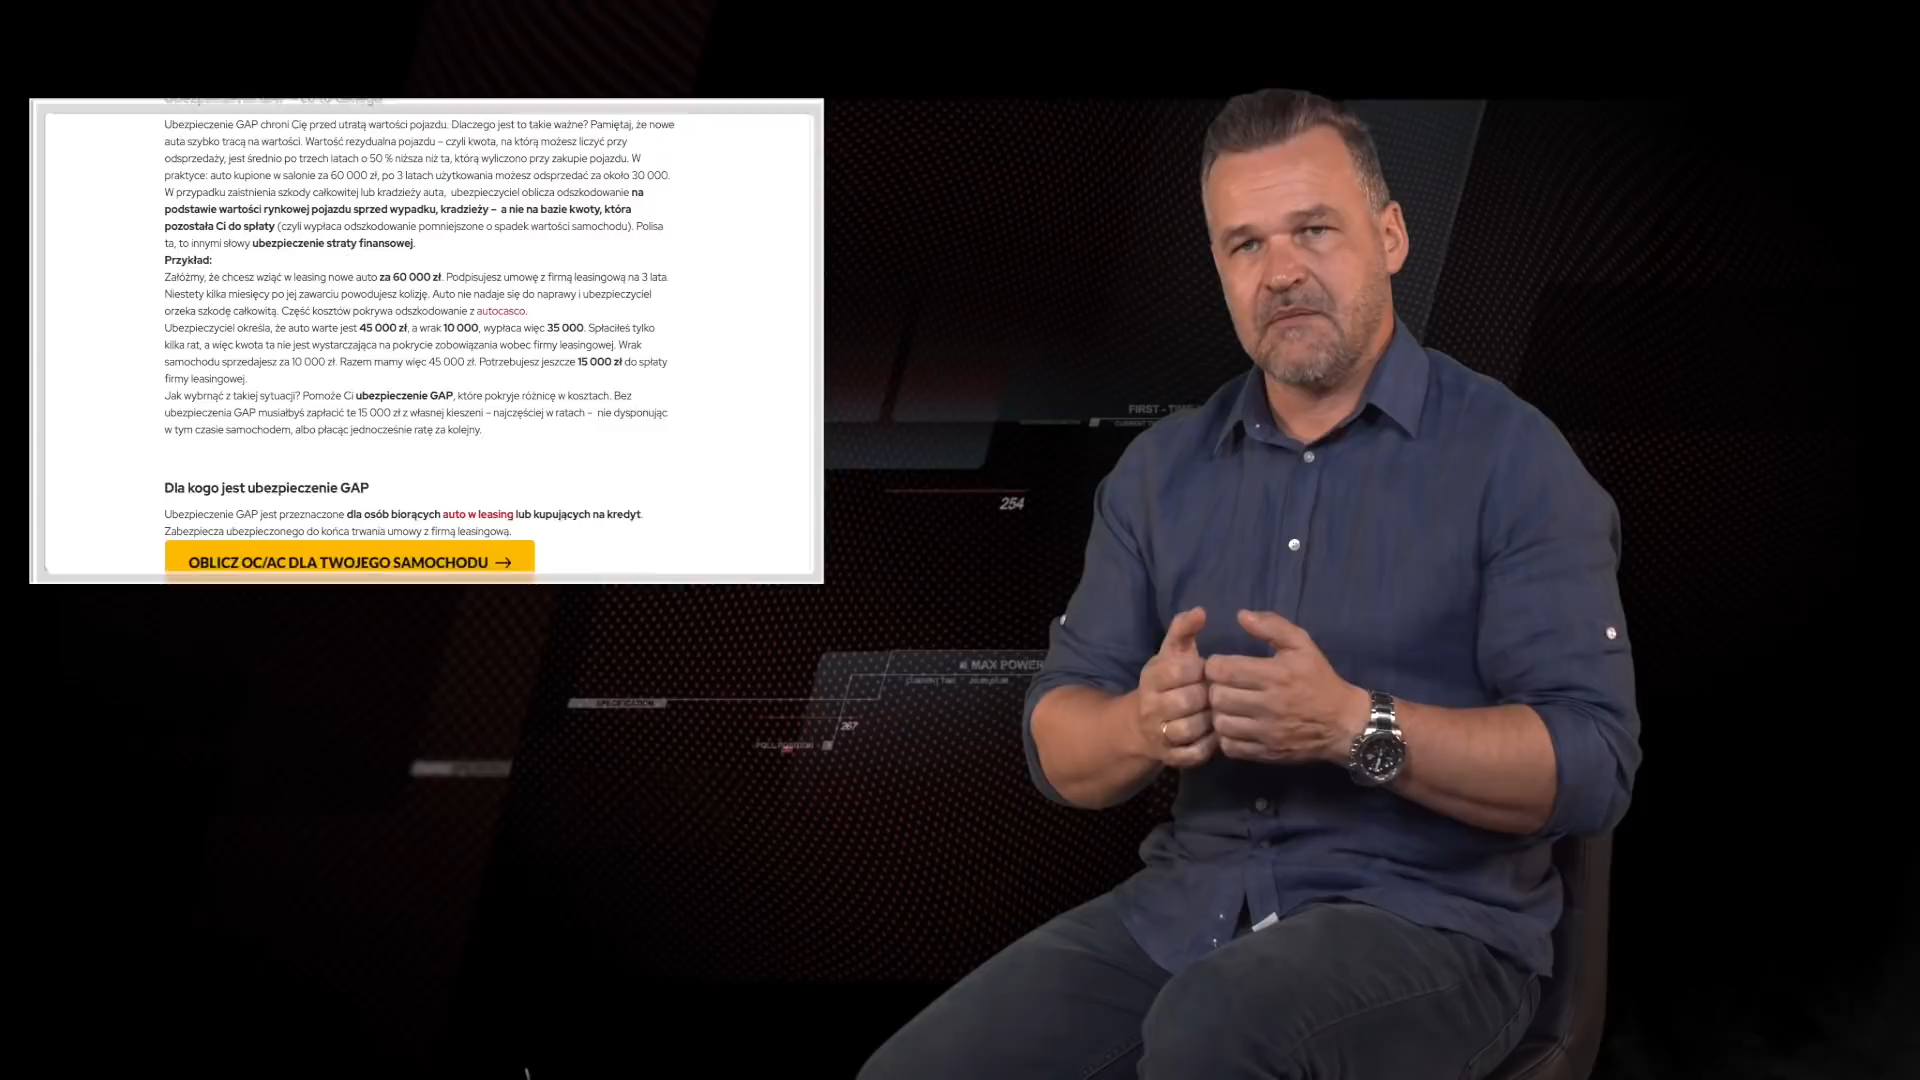 Ubezpieczenie GAP chroni Cię przed utratą wartości pojazdu. Dlaczego jest to takie ważne? Pamiętaj, że nowe
auta szybko tracą na wartości. Wartość rezydualna pojazdu – czyli kwota, na którą możesz liczyć przy
odsprzedaży, jest średnio po trzech latach o 50 % niższa niż ta, którą wyliczono przy zakupie pojazdu. W
praktyce: auto kupione w salonie za 60 000 zł, po 3 latach użytkowania możesz odsprzedać za około 30 000.
W przypadku zaistnienia szkody całkowitej lub kradzieży auta, ubezpieczyciel oblicza odszkodowanie na
podstawie wartości rynkowej pojazdu sprzed wypadku, kradzieży – a nie na bazie kwoty, która
pozostała Ci do spłaty (czyli wypłaca odszkodowanie pomniejszone o spadek wartości samochodu). Polisa
ta, to innymi słowy ubezpieczenie straty finansowej.
Przykład:
Załóżmy, że chcesz wziąć w leasing nowe auto za 60 000 zł. Podpisujesz umowę z firmą leasingową na 3 lata.
Niestety kilka miesięcy po jej zawarciu powodujesz kolizję. Auto nie nadaje się do naprawy i ubezpieczyciel
orzeka szkodę całkowitą. Część kosztów pokrywa odszkodowanie z autocasco.
Ubezpieczyciel określa, że auto warte jest 45 000 zł, a wrak 10 000, wypłaca więc 35 000. Spłaciłeś tylko
kilka rat, a więc kwota ta nie jest wystarczająca na pokrycie zobowiązania wobec firmy leasingowej. Wrak
samochodu sprzedajesz za 10 000 zł. Razem mamy więc 45 000 zł. Potrzebujesz jeszcze 15 000 zł do spłaty
firmy leasingowej.
Jak wybrnąć z takiej sytuacji? Pomoże Ci ubezpieczenie GAP, które pokryje różnicę w kosztach. Bez
ubezpieczenia GAP musiałbyś zapłacić te 15 000 zł z własnej kieszeni – najczęściej w ratach – nie dysponując
w tym czasie samochodem, albo płacąc jednocześnie ratę za kolejny.
Dla kogo jest ubezpieczenie GAP
Ubezpieczenie GAP jest przeznaczone dla osób biorących auto w leasing lub kupujących na kredyt.
Zabezpiecza ubezpieczonego do końca trwania umowy z firmą leasingową.
OBLICZ OC/AC DLA TWOJEGO SAMOCHODU →
FIRST - TIME
CURRENT
254
MAX POWER
CURRENT TIME
SPECIFICATION
267
POLL POSITION